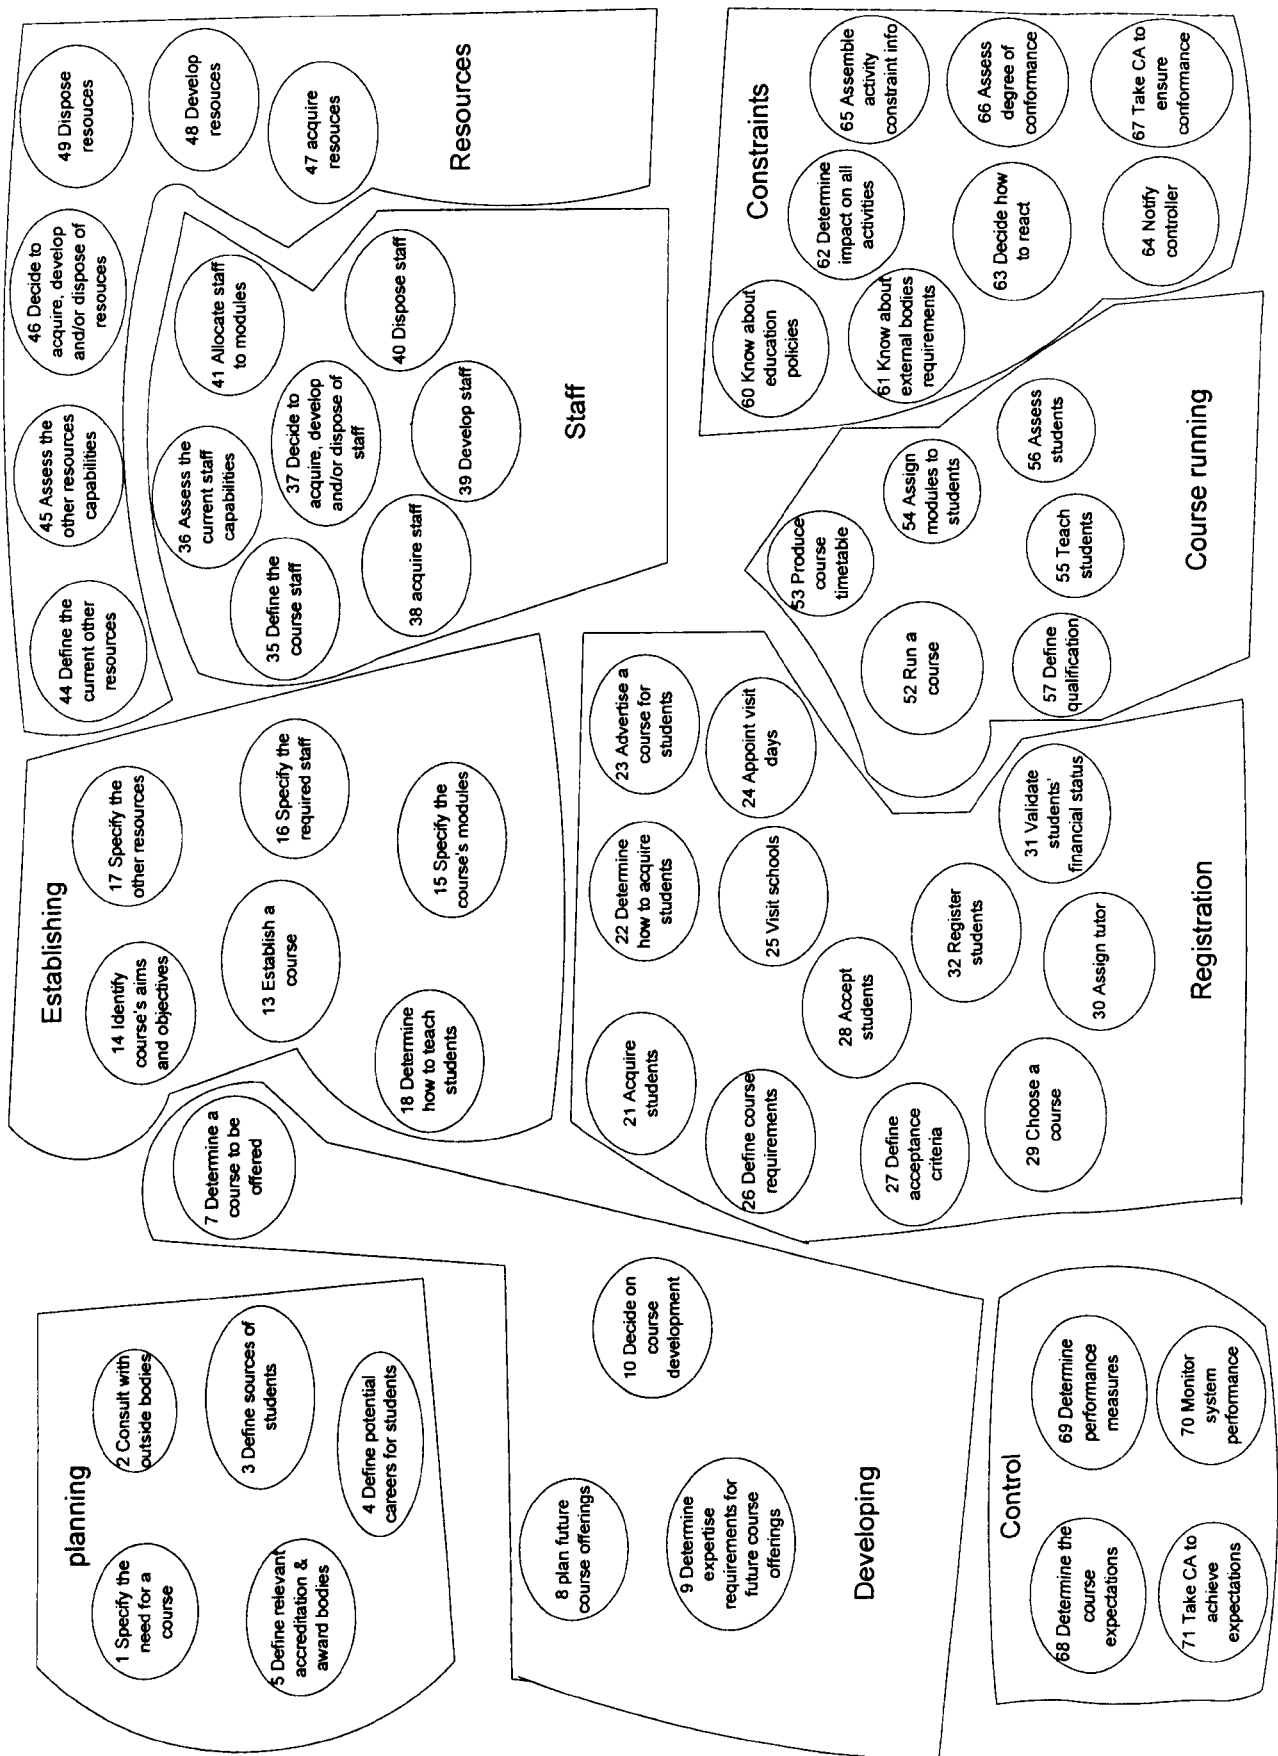 planning
1 Specify the
need for a
course
2 Consult with
outside bodies
3 Define sources of
students
4 Define potential
careers for students
5 Define relevant
accreditation &
award bodies
7 Determine a
course to be
offered
8 plan future
course offerings
9 Determine
expertise
requirements for
future course
offerings
10 Decide on
course
development
Developing
Control
68 Determine the
course
expectations
69 Determine
performance
measures
70 Monitor
system
performance
71 Take CA to
achieve
expectations
Establishing
14 Identify
course's aims
and objectives
17 Specify the
other resources
13 Establish a
course
16 Specify the
required staff
18 Determine
how to teach
students
15 Specify the
course's modules
21 Acquire
students
22 Determine
how to acquire
students
23 Advertise a
course for
students
24 Appoint visit
days
25 Visit schools
26 Define course
requirements
27 Define
acceptance
criteria
28 Accept
students
29 Choose a
course
30 Assign tutor
31 Validate
students'
financial status
32 Register
students
Registration
44 Define the
current other
resources
45 Assess the
other resources
capabilities
46 Decide to
acquire, develop
and/or dispose of
resouces
49 Dispose
resouces
48 Develop
resouces
47 acquire
resouces
Resources
35 Define the
course staff
36 Assess the
current staff
capabilities
41 Allocate staff
to modules
37 Decide to
acquire, develop
and/or dispose of
staff
38 acquire staff
39 Develop staff
40 Dispose staff
Staff
52 Run a
course
53 Produce
course
timetable
54 Assign
modules to
students
55 Teach
students
56 Assess
students
57 Define
qualification
Course running
Constraints
60 Know about
education
policies
61 Know about
external bodies
requirements
62 Determine
impact on all
activities
63 Decide how
to react
64 Notify
controller
65 Assemble
activity
constraint info
66 Assess
degree of
conformance
67 Take CA to
ensure
conformance